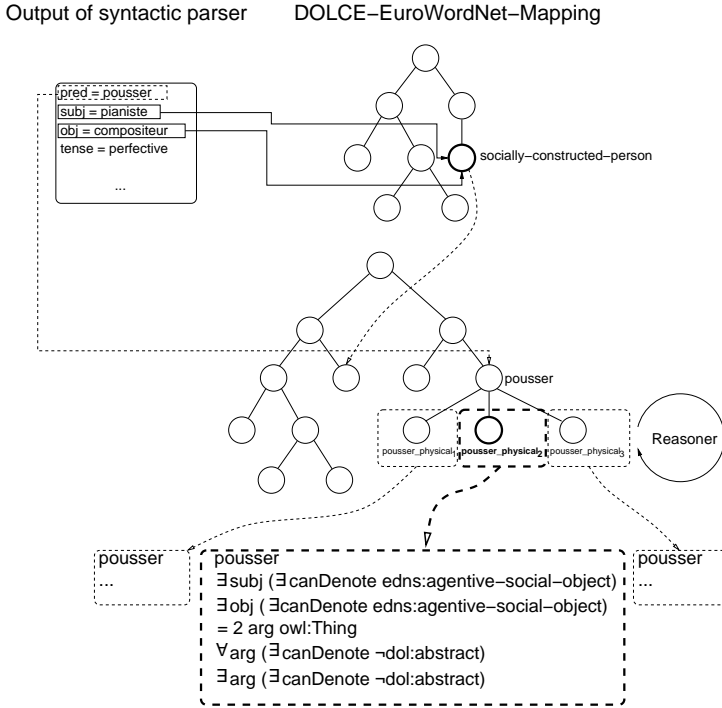 Output of syntactic parser DOLCE−EuroWordNet−Mapping
pred = pousser
subj = pianiste
obj = compositeur
tense = perfective
...
socially−constructed−person
pousser
pousser_physical1 pousser_physical2 pousser_physical3
Reasoner
pousser
...
pousser
∃ subj (∃ canDenote edns:agentive−social−object)
∃ obj (∃ canDenote edns:agentive−social−object)
= 2 arg owl:Thing
∀ arg (∃ canDenote ¬dol:abstract)
∃ arg (∃ canDenote ¬dol:abstract)
pousser
...